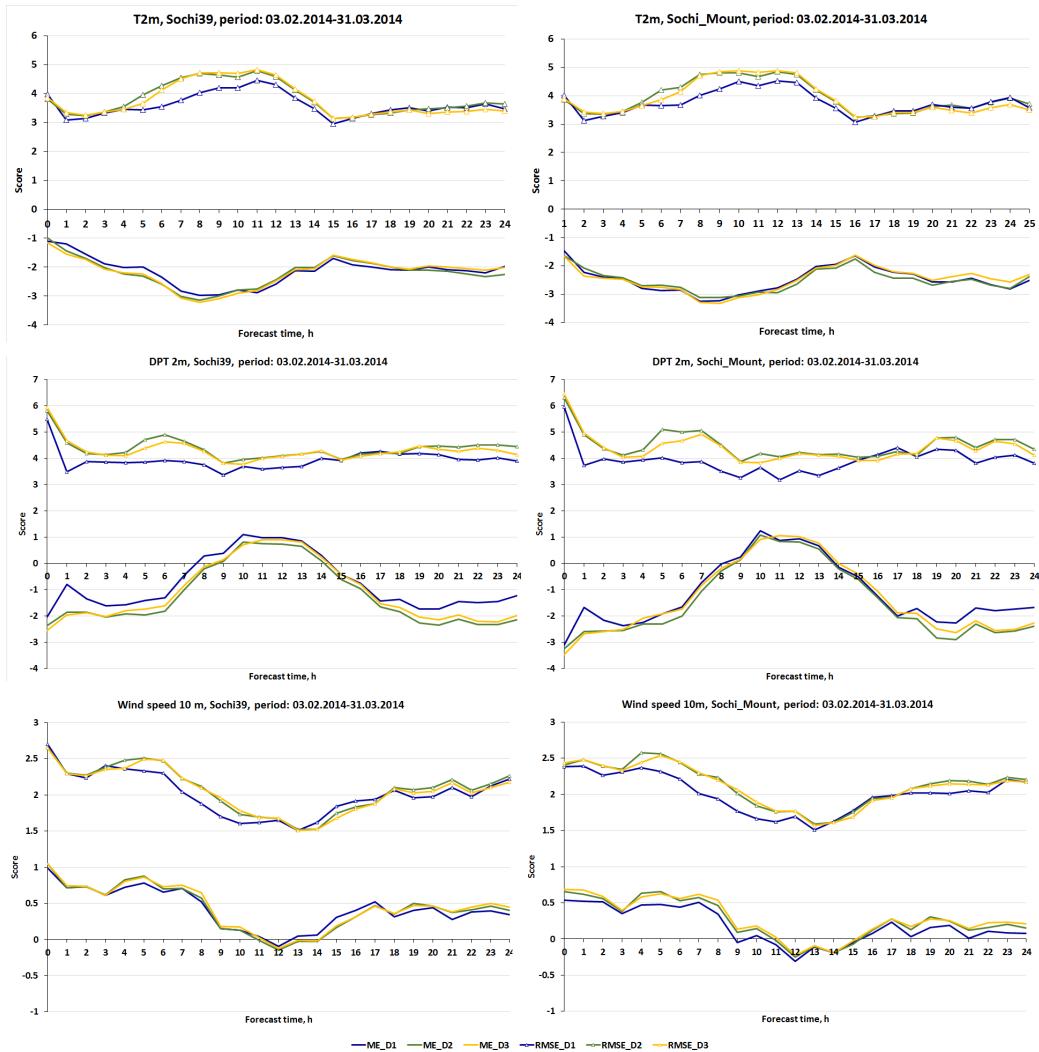 T2m, Sochi39, period: 03.02.2014-31.03.2014
6
5
4
3
2
1
0
-1
-2
-3
-4
Score
0 1 2 3 4 5 6 7 8 9 10 11 12 13 14 15 16 17 18 19 20 21 22 23 24
Forecast time, h
T2m, Sochi_Mount, period: 03.02.2014-31.03.2014
6
5
4
3
2
1
0
-1
-2
-3
-4
Score
1 2 3 4 5 6 7 8 9 10 11 12 13 14 15 16 17 18 19 20 21 22 23 24 25
Forecast time, h
DPT 2m, Sochi39, period: 03.02.2014-31.03.2014
7
6
5
4
3
2
1
0
-1
-2
-3
-4
Score
0 1 2 3 4 5 6 7 8 9 10 11 12 13 14 15 16 17 18 19 20 21 22 23 24
Forecast time, h
DPT 2m, Sochi_Mount, period: 03.02.2014-31.03.2014
7
6
5
4
3
2
1
0
-1
-2
-3
-4
Score
0 1 2 3 4 5 6 7 8 9 10 11 12 13 14 15 16 17 18 19 20 21 22 23 24
Forecast time, h
Wind speed 10 m, Sochi39, period: 03.02.2014-31.03.2014
3
2.5
2
1.5
1
0.5
0
-0.5
-1
Score
0 1 2 3 4 5 6 7 8 9 10 11 12 13 14 15 16 17 18 19 20 21 22 23 24
Forecast time, h
Wind speed 10m, Sochi_Mount, period: 03.02.2014-31.03.2014
3
2.5
2
1.5
1
0.5
0
-0.5
-1
Score
0 1 2 3 4 5 6 7 8 9 10 11 12 13 14 15 16 17 18 19 20 21 22 23 24
Forecast time, h
ME_D1 ME_D2 ME_D3 RMSE_D1 RMSE_D2 RMSE_D3